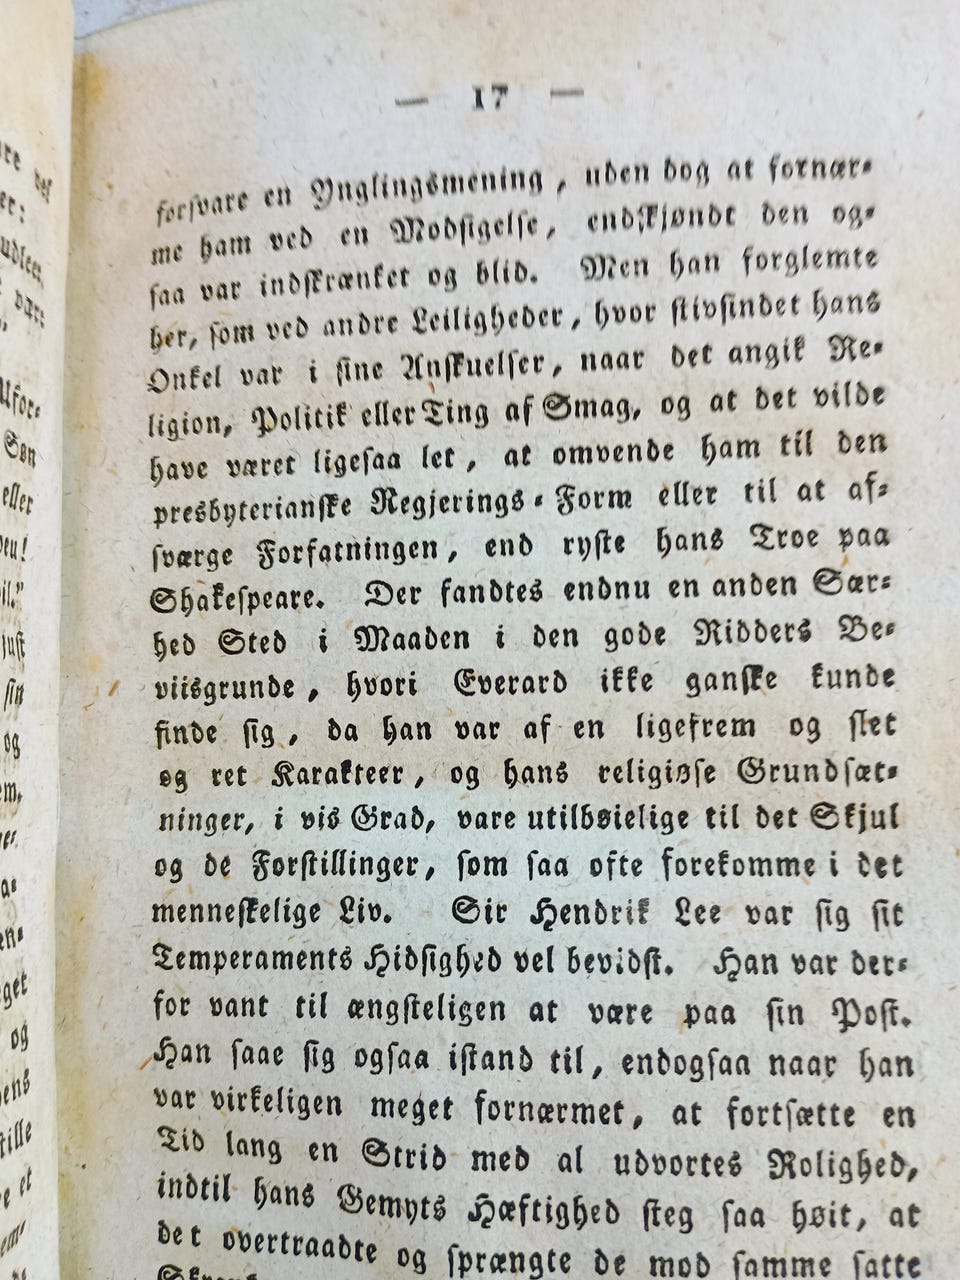 — 17 —
forsvare en Ynglingsmening, uden dog at fornær-
me ham ved en Modsigelse, endskjøndt den og-
saa var indskrænket og blid. Men han forglemte
her, som ved andre Leiligheder, hvor stivsindet hans
Onkel var i sine Anskuelser, naar det angik Re-
ligion, Politik eller Ting af Smag, og at det vilde
have været ligesaa let, at omvende ham til den
presbyterianske Regjerings-Form eller til at af-
sværge Forfatningen, end ryste hans Troe paa
Shakespeare. Der fandtes endnu en anden Sær-
hed Sted i Maaden i den gode Ridders Be-
viisgrunde, hvori Everard ikke ganske kunde
finde sig, da han var af en ligefrem og slet
og ret Karakteer, og hans religiøse Grundsæt-
ninger, i vis Grad, vare utilbøielige til det Skjul
og de Forstillinger, som saa ofte forekomme i det
menneskelige Liv. Sir Hendrik Lee var sig sit
Temperaments Hidsighed vel bevidst. Han var der-
for vant til ængsteligen at være paa sin Post.
Han saae sig ogsaa istand til, endogsaa naar han
var virkeligen meget fornærmet, at fortsætte en
Tid lang en Strid med al udvortes Rolighed,
indtil hans Gemyts Hæftighed steg saa høit, at
det overtraadte og sprængte de mod samme satte